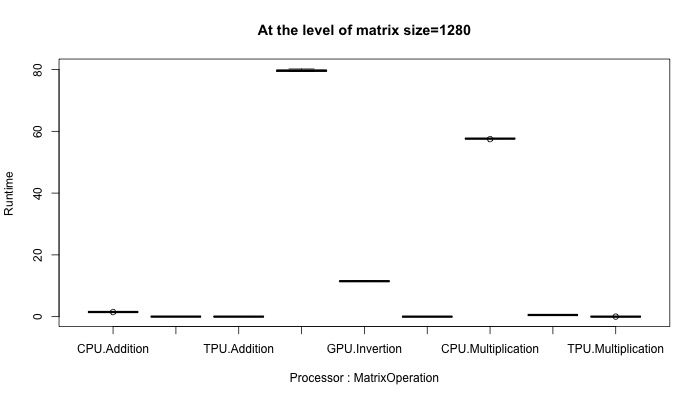 At the level of matrix size=1280
80
60
40
20
0
Runtime
CPU.Addition TPU.Addition GPU.Invertion CPU.Multiplication TPU.Multiplication
Processor : MatrixOperation